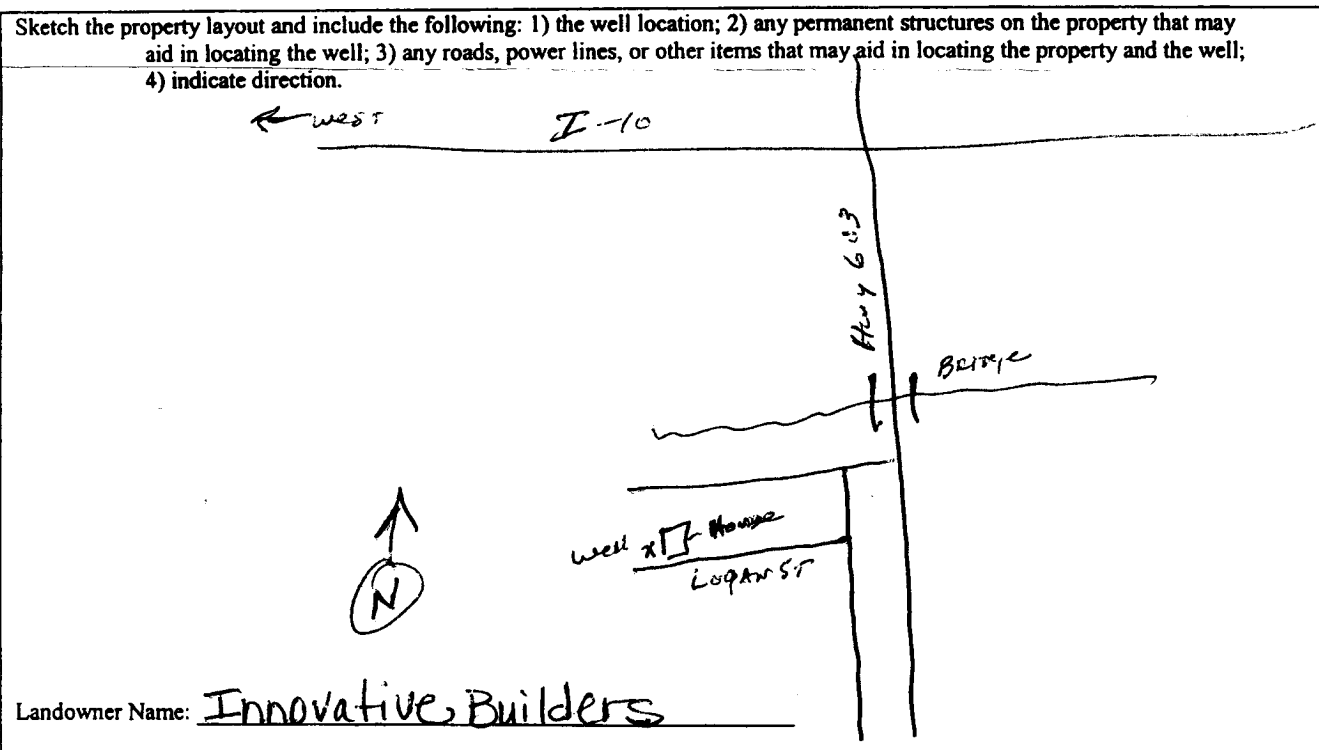 Sketch the property layout and include the following: 1) the well location; 2) any permanent structures on the property that may
aid in locating the well; 3) any roads, power lines, or other items that may aid in locating the property and the well;
4) indicate direction.
← west
I-10
Hwy 603
Bridge
well x House
Logan ST
N
Landowner Name: Innovative Builders